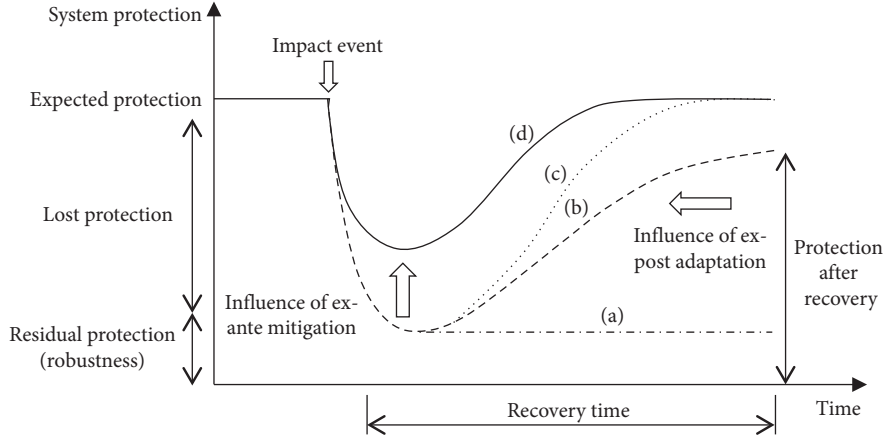 System protection
Impact event
Expected protection
(d)
(c)
(b)
Lost protection
Influence of ex-
post adaptation
Protection
after
recovery
Influence of ex-
ante mitigation
(a)
Residual protection
(robustness)
Recovery time
Time